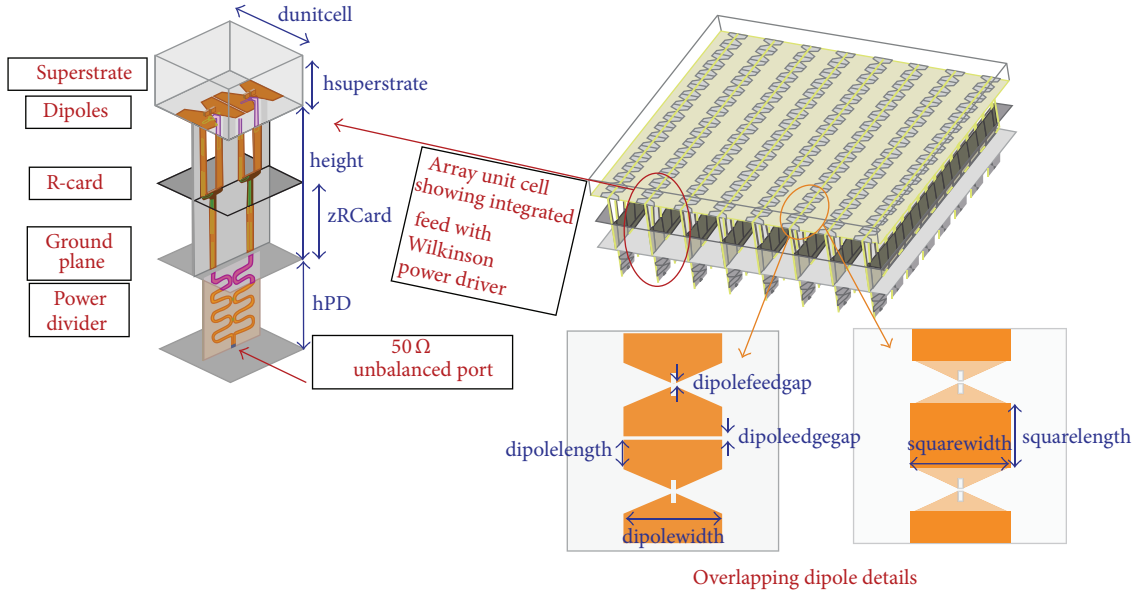 dunitcell
Superstrate
hsuperstrate
Dipoles
height
R-card
zRCard
Ground
plane
Power
divider
hPD
50 Ω
unbalanced port
Array unit cell
showing integrated
feed with
Wilkinson
power driver
dipolefeedgap
dipolelength
dipoleedgegap
dipolewidth
squarewidth
squarelength
Overlapping dipole details